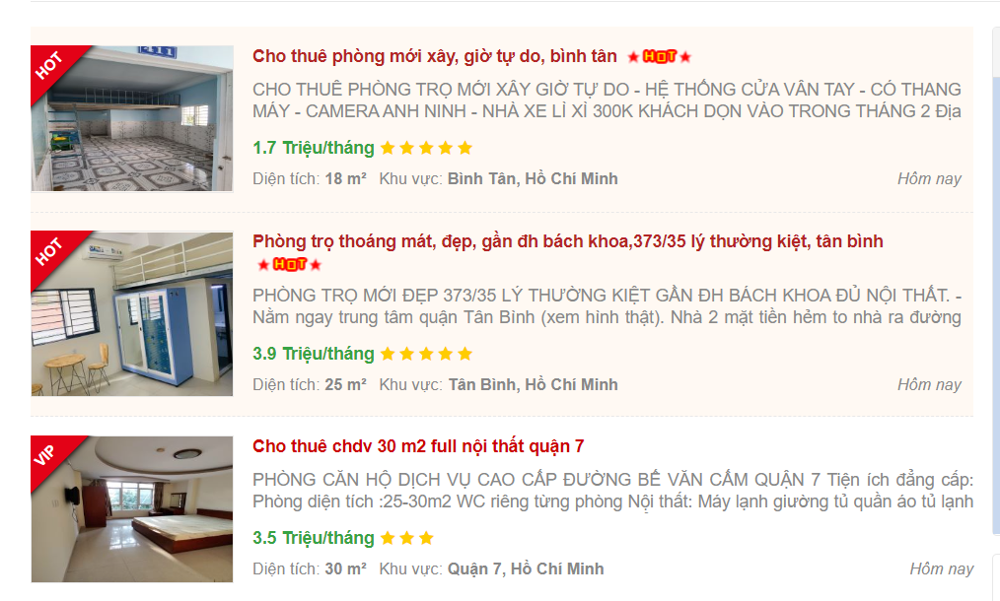 HOT
Cho thuê phòng mới xây, giờ tự do, bình tân HOT
CHO THUÊ PHÒNG TRỌ MỚI XÂY GIỜ TỰ DO - HỆ THỐNG CỬA VÂN TAY - CÓ THANG
MÁY - CAMERA ANH NINH - NHÀ XE LÌ XÌ 300K KHÁCH DỌN VÀO TRONG THÁNG 2 Địa
1.7 Triệu/tháng
Diện tích: 18 m² Khu vực: Bình Tân, Hồ Chí Minh Hôm nay
HOT
Phòng trọ thoáng mát, đẹp, gần đh bách khoa,373/35 lý thường kiệt, tân bình
HOT
PHÒNG TRỌ MỚI ĐẸP 373/35 LÝ THƯỜNG KIỆT GẦN ĐH BÁCH KHOA ĐỦ NỘI THẤT. -
Nằm ngay trung tâm quận Tân Bình (xem hình thật). Nhà 2 mặt tiền hẻm to nhà ra đường
3.9 Triệu/tháng
Diện tích: 25 m² Khu vực: Tân Bình, Hồ Chí Minh Hôm nay
VIP
Cho thuê chdv 30 m2 full nội thất quận 7
PHÒNG CĂN HỘ DỊCH VỤ CAO CẤP ĐƯỜNG BẾ VĂN CẤM QUẬN 7 Tiện ích đẳng cấp:
Phòng diện tích :25-30m2 WC riêng từng phòng Nội thất: Máy lạnh giường tủ quần áo tủ lạnh
3.5 Triệu/tháng
Diện tích: 30 m² Khu vực: Quận 7, Hồ Chí Minh Hôm nay